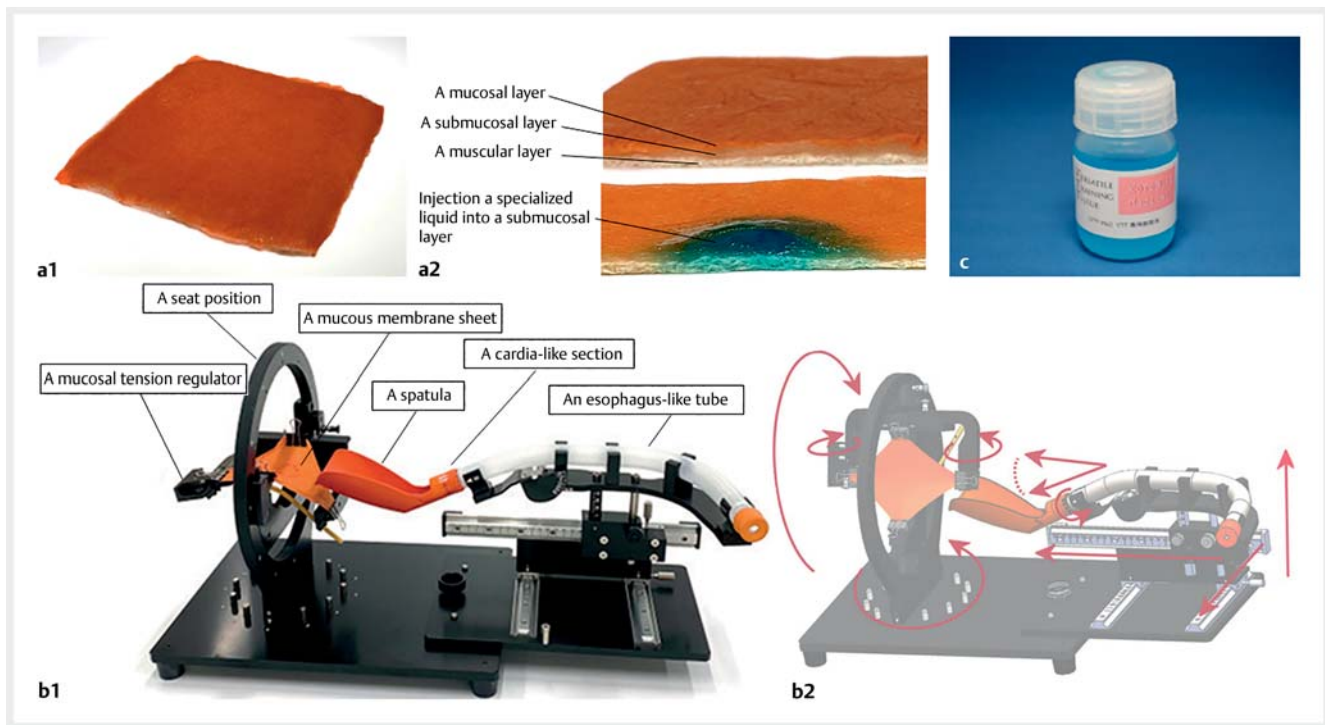 A mucosal layer
A submucosal layer
A muscular layer
Injection a specialized
liquid into a submucosal
layer
a1
a2
c
A seat position
A mucous membrane sheet
A mucosal tension regulator
A cardia-like section
A spatula
An esophagus-like tube
b1
b2